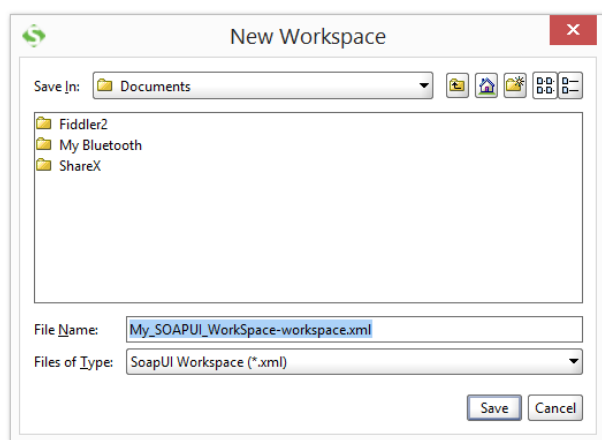 New Workspace
Save In: Documents
Fiddler2
My Bluetooth
ShareX
File Name: My_SOAPUI_WorkSpace-workspace.xml
Files of Type: SoapUI Workspace (*.xml)
Save Cancel